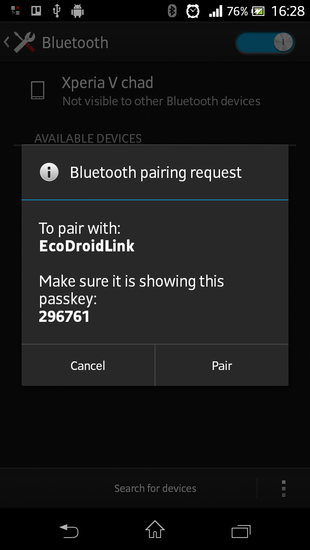 76% 16:28
Bluetooth
Xperia V chad
Not visible to other Bluetooth devices
AVAILABLE DEVICES
Bluetooth pairing request
To pair with:
EcoDroidLink
Make sure it is showing this
passkey:
296761
Cancel Pair
Search for devices